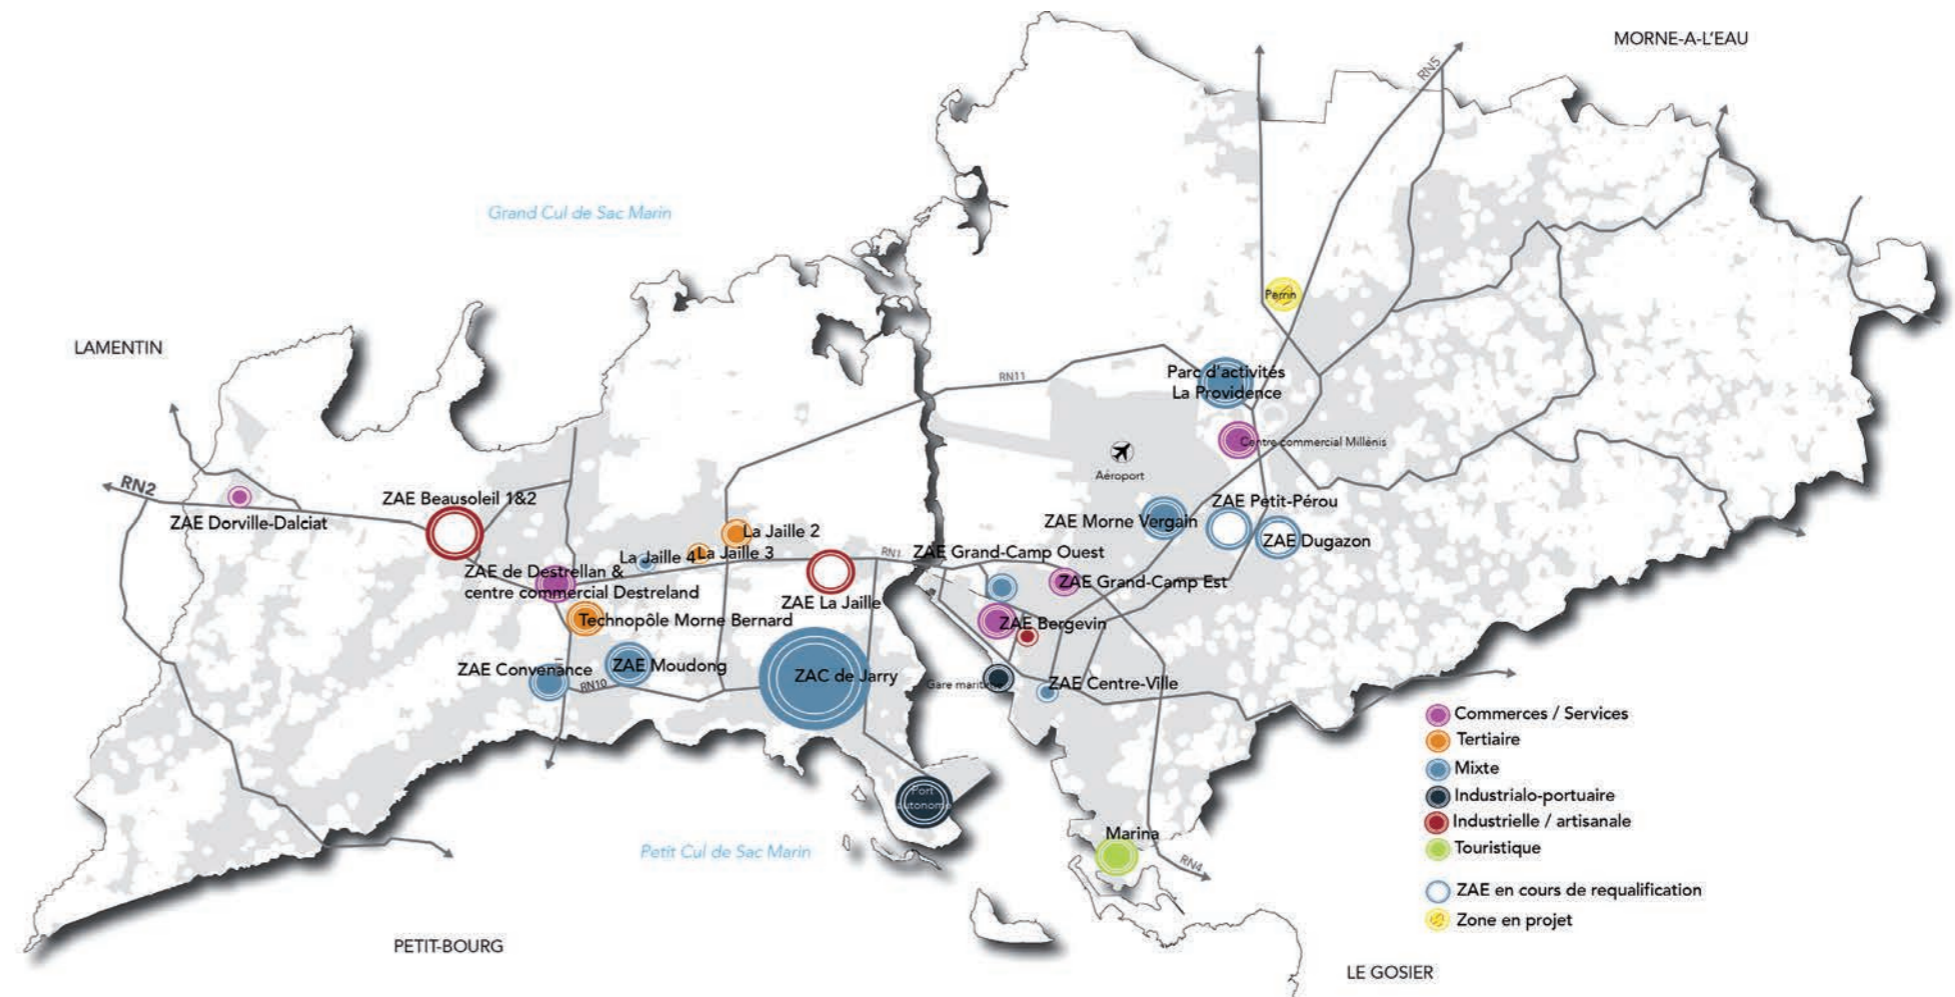 MORNE-A-L'EAU
RN5
Grand Cul de Sac Marin
Perrin
LAMENTIN
RN11
Parc d'activités
La Providence
Centre commercial Millénis
Aéroport
RN2
ZAE Beausoleil 1&2
ZAE Dorville-Dalciat
ZAE Petit-Pérou
ZAE Morne Vergain
ZAE Dugazon
La Jaille 2
La Jaille 3
La Jaille 4
RN1
ZAE Grand-Camp Ouest
ZAE Grand-Camp Est
ZAE de Destrellan &
centre commercial Destreland
ZAE La Jaille
Technopôle Morne Bernard
ZAE Bergevin
ZAE Convenance
ZAE Moudong
ZAC de Jarry
RN10
Gare maritime
ZAE Centre-Ville
Port
autonome
Marina
RN4
Petit Cul de Sac Marin
PETIT-BOURG
LE GOSIER
Commerces / Services
Tertiaire
Mixte
Industrialo-portuaire
Industrielle / artisanale
Touristique
ZAE en cours de requalification
Zone en projet